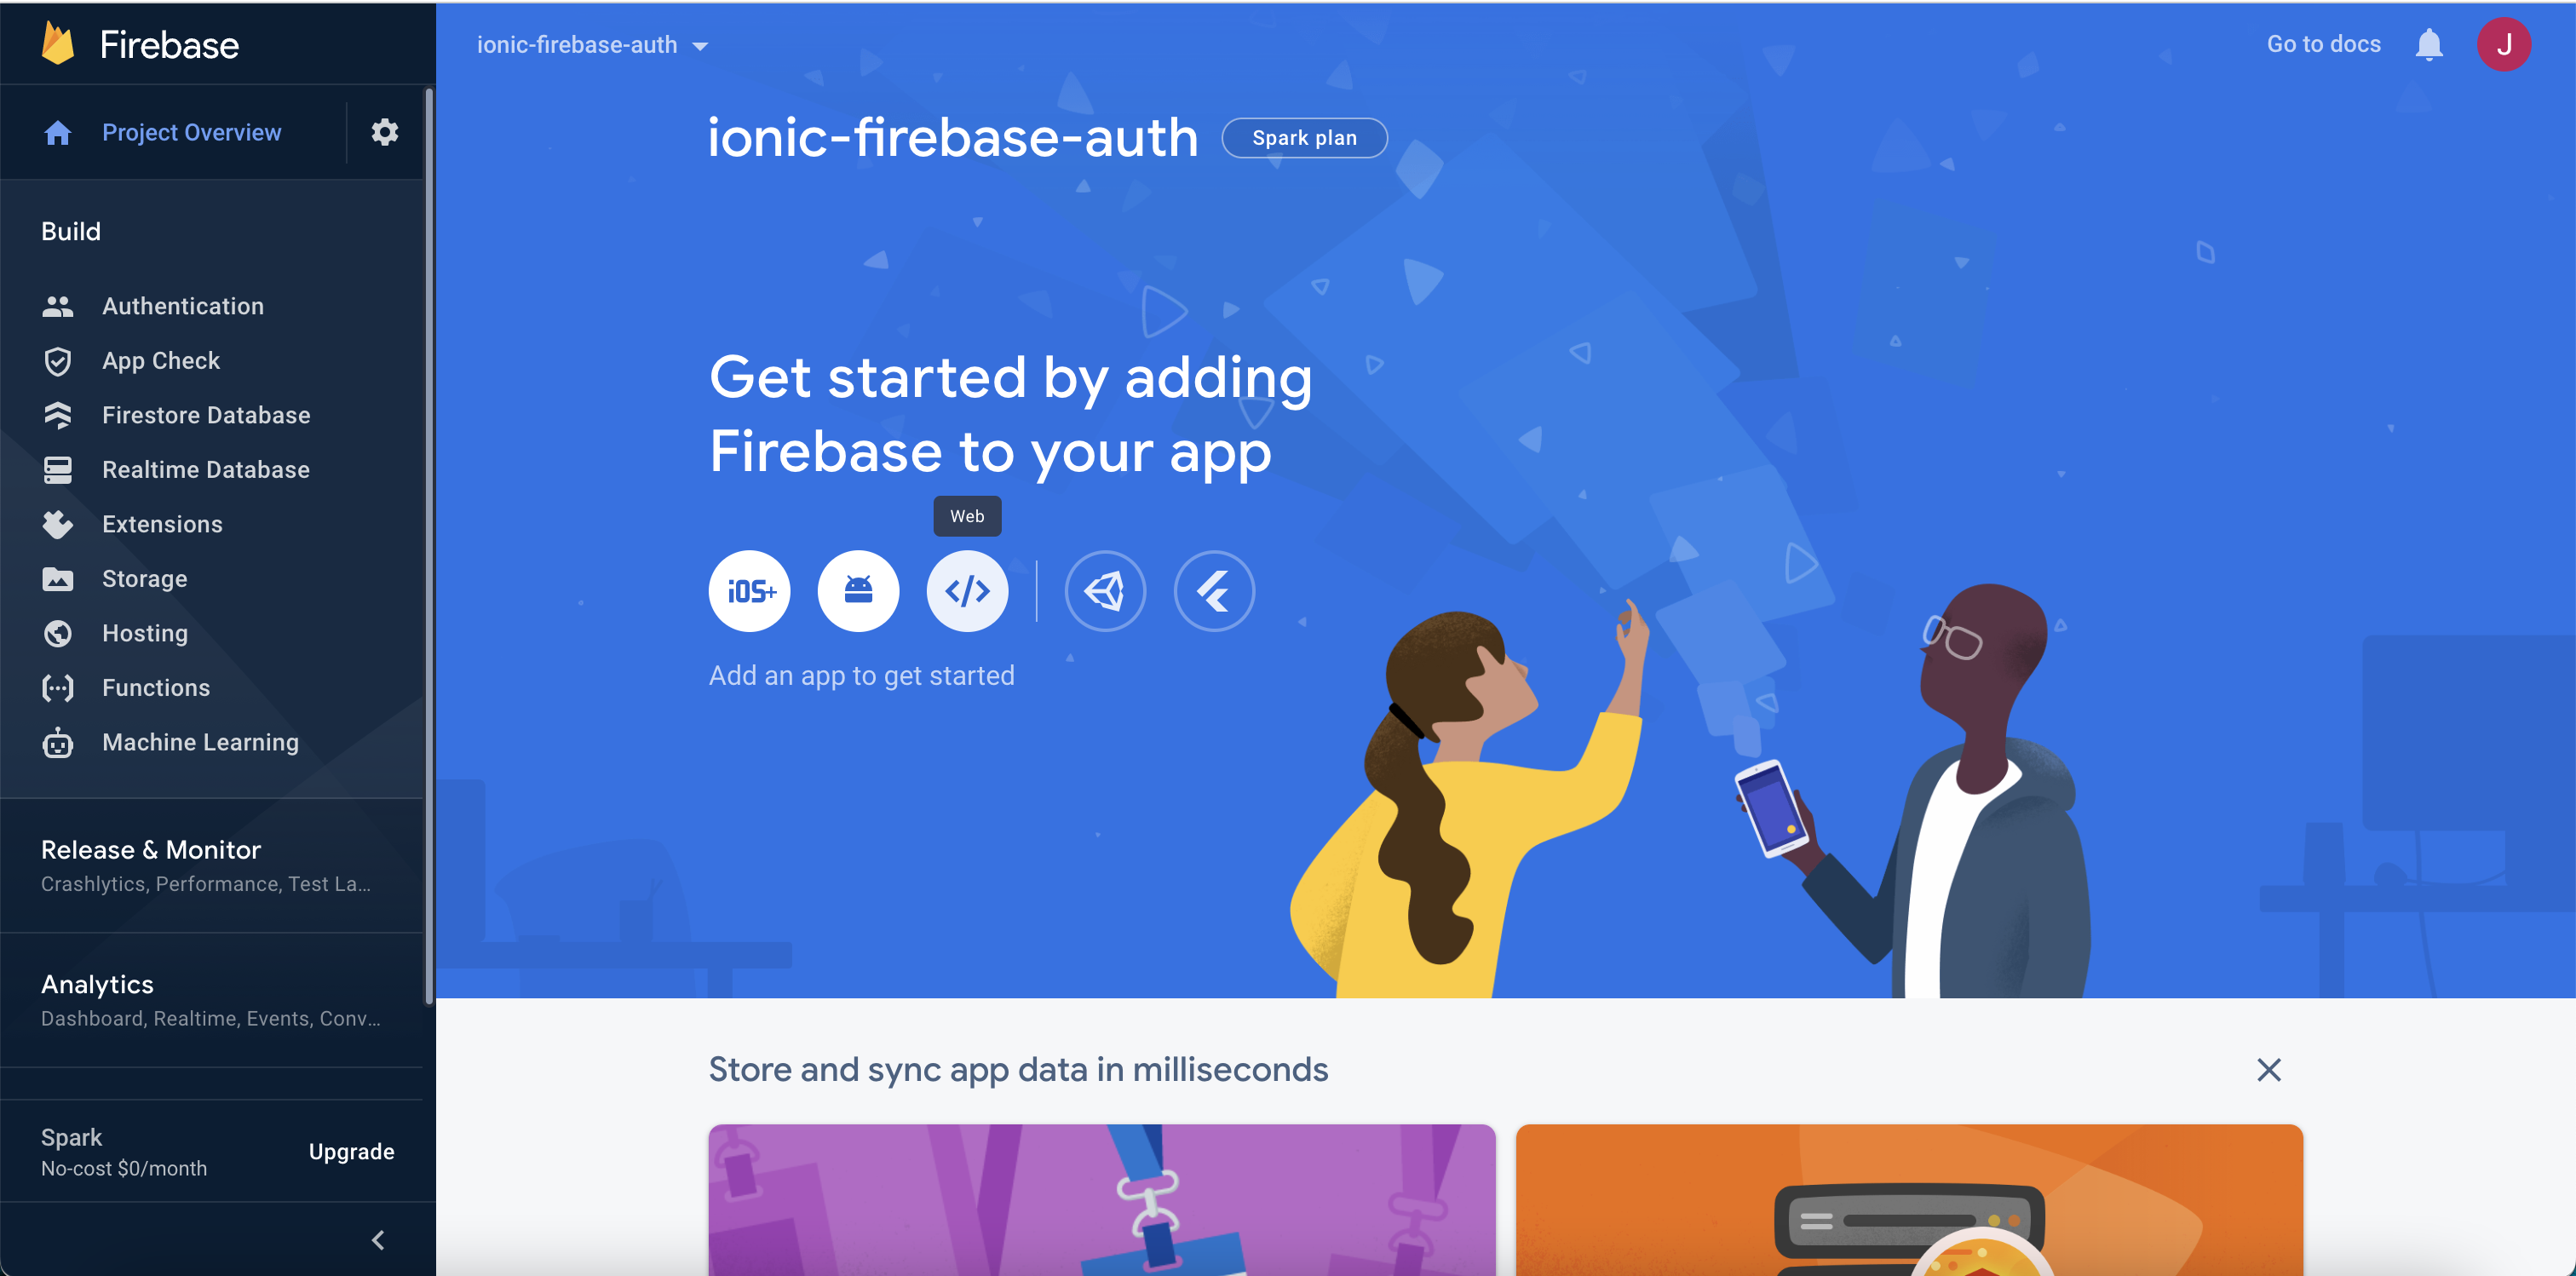 Firebase
Project Overview
Build
Authentication
App Check
Firestore Database
Realtime Database
Extensions
Storage
Hosting
Functions
Machine Learning
Release & Monitor
Crashlytics, Performance, Test La...
Analytics
Dashboard, Realtime, Events, Conv...
Spark
No-cost $0/month
Upgrade
ionic-firebase-auth
Go to docs
J
ionic-firebase-auth
Spark plan
Get started by adding
Firebase to your app
Web
iOS+
Add an app to get started
Store and sync app data in milliseconds